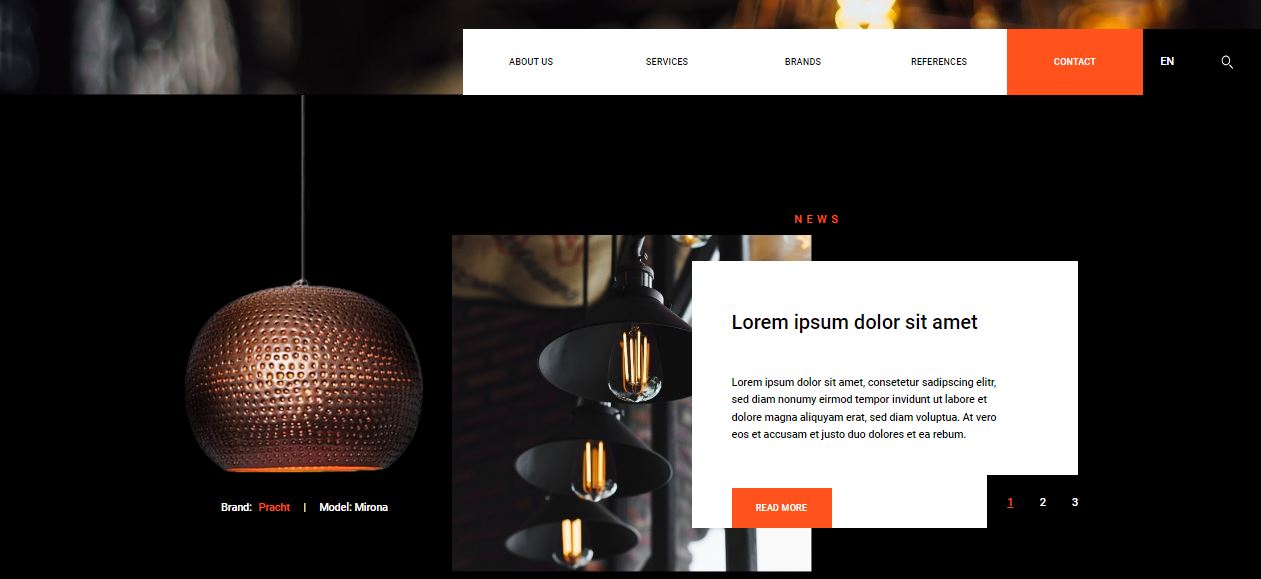 ABOUT US
SERVICES
BRANDS
REFERENCES
CONTACT
EN
NEWS
Lorem ipsum dolor sit amet
Lorem ipsum dolor sit amet, consetetur sadipscing elitr,
sed diam nonumy eirmod tempor invidunt ut labore et
dolore magna aliquyam erat, sed diam voluptua. At vero
eos et accusam et justo duo dolores et ea rebum.
READ MORE
1 2 3
Brand: Pracht | Model: Mirona